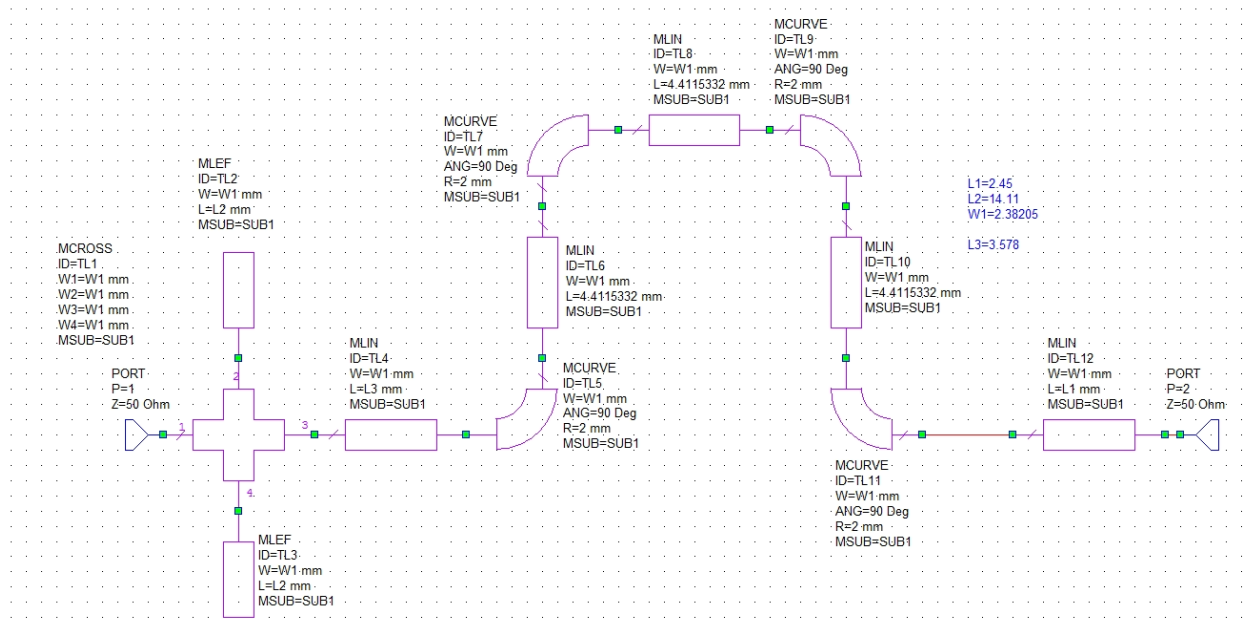 MCURVE
ID=TL9
W=W1 mm
ANG=90 Deg
R=2 mm
MSUB=SUB1
MLIN
ID=TL8
W=W1 mm
L=4.4115332 mm
MSUB=SUB1
MCURVE
ID=TL7
W=W1 mm
ANG=90 Deg
R=2 mm
MSUB=SUB1
MLEF
ID=TL2
W=W1 mm
L=L2 mm
MSUB=SUB1
L1=2.45
L2=14.11
W1=2.38205
L3=3.578
MCROSS
ID=TL1
W1=W1 mm
W2=W1 mm
W3=W1 mm
W4=W1 mm
MSUB=SUB1
MLIN
ID=TL6
W=W1 mm
L=4.4115332 mm
MSUB=SUB1
MLIN
ID=TL10
W=W1 mm
L=4.4115332 mm
MSUB=SUB1
PORT
P=1
Z=50 Ohm
MLIN
ID=TL4
W=W1 mm
L=L3 mm
MSUB=SUB1
MCURVE
ID=TL5
W=W1 mm
ANG=90 Deg
R=2 mm
MSUB=SUB1
MLIN
ID=TL12
W=W1 mm
L=L1 mm
MSUB=SUB1
PORT
P=2
Z=50 Ohm
2
1
3
4
MCURVE
ID=TL11
W=W1 mm
ANG=90 Deg
R=2 mm
MSUB=SUB1
MLEF
ID=TL3
W=W1 mm
L=L2 mm
MSUB=SUB1